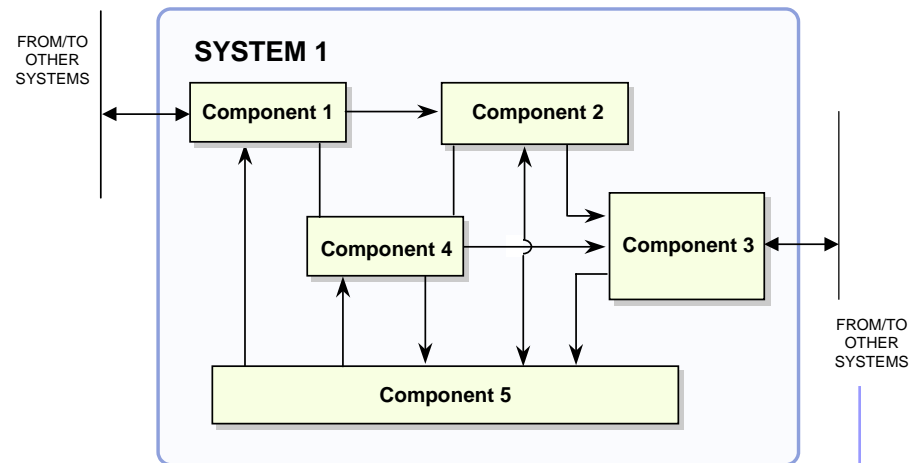 FROM/TO
OTHER
SYSTEMS
SYSTEM 1
Component 1
Component 2
Component 4
Component 3
Component 5
FROM/TO
OTHER
SYSTEMS